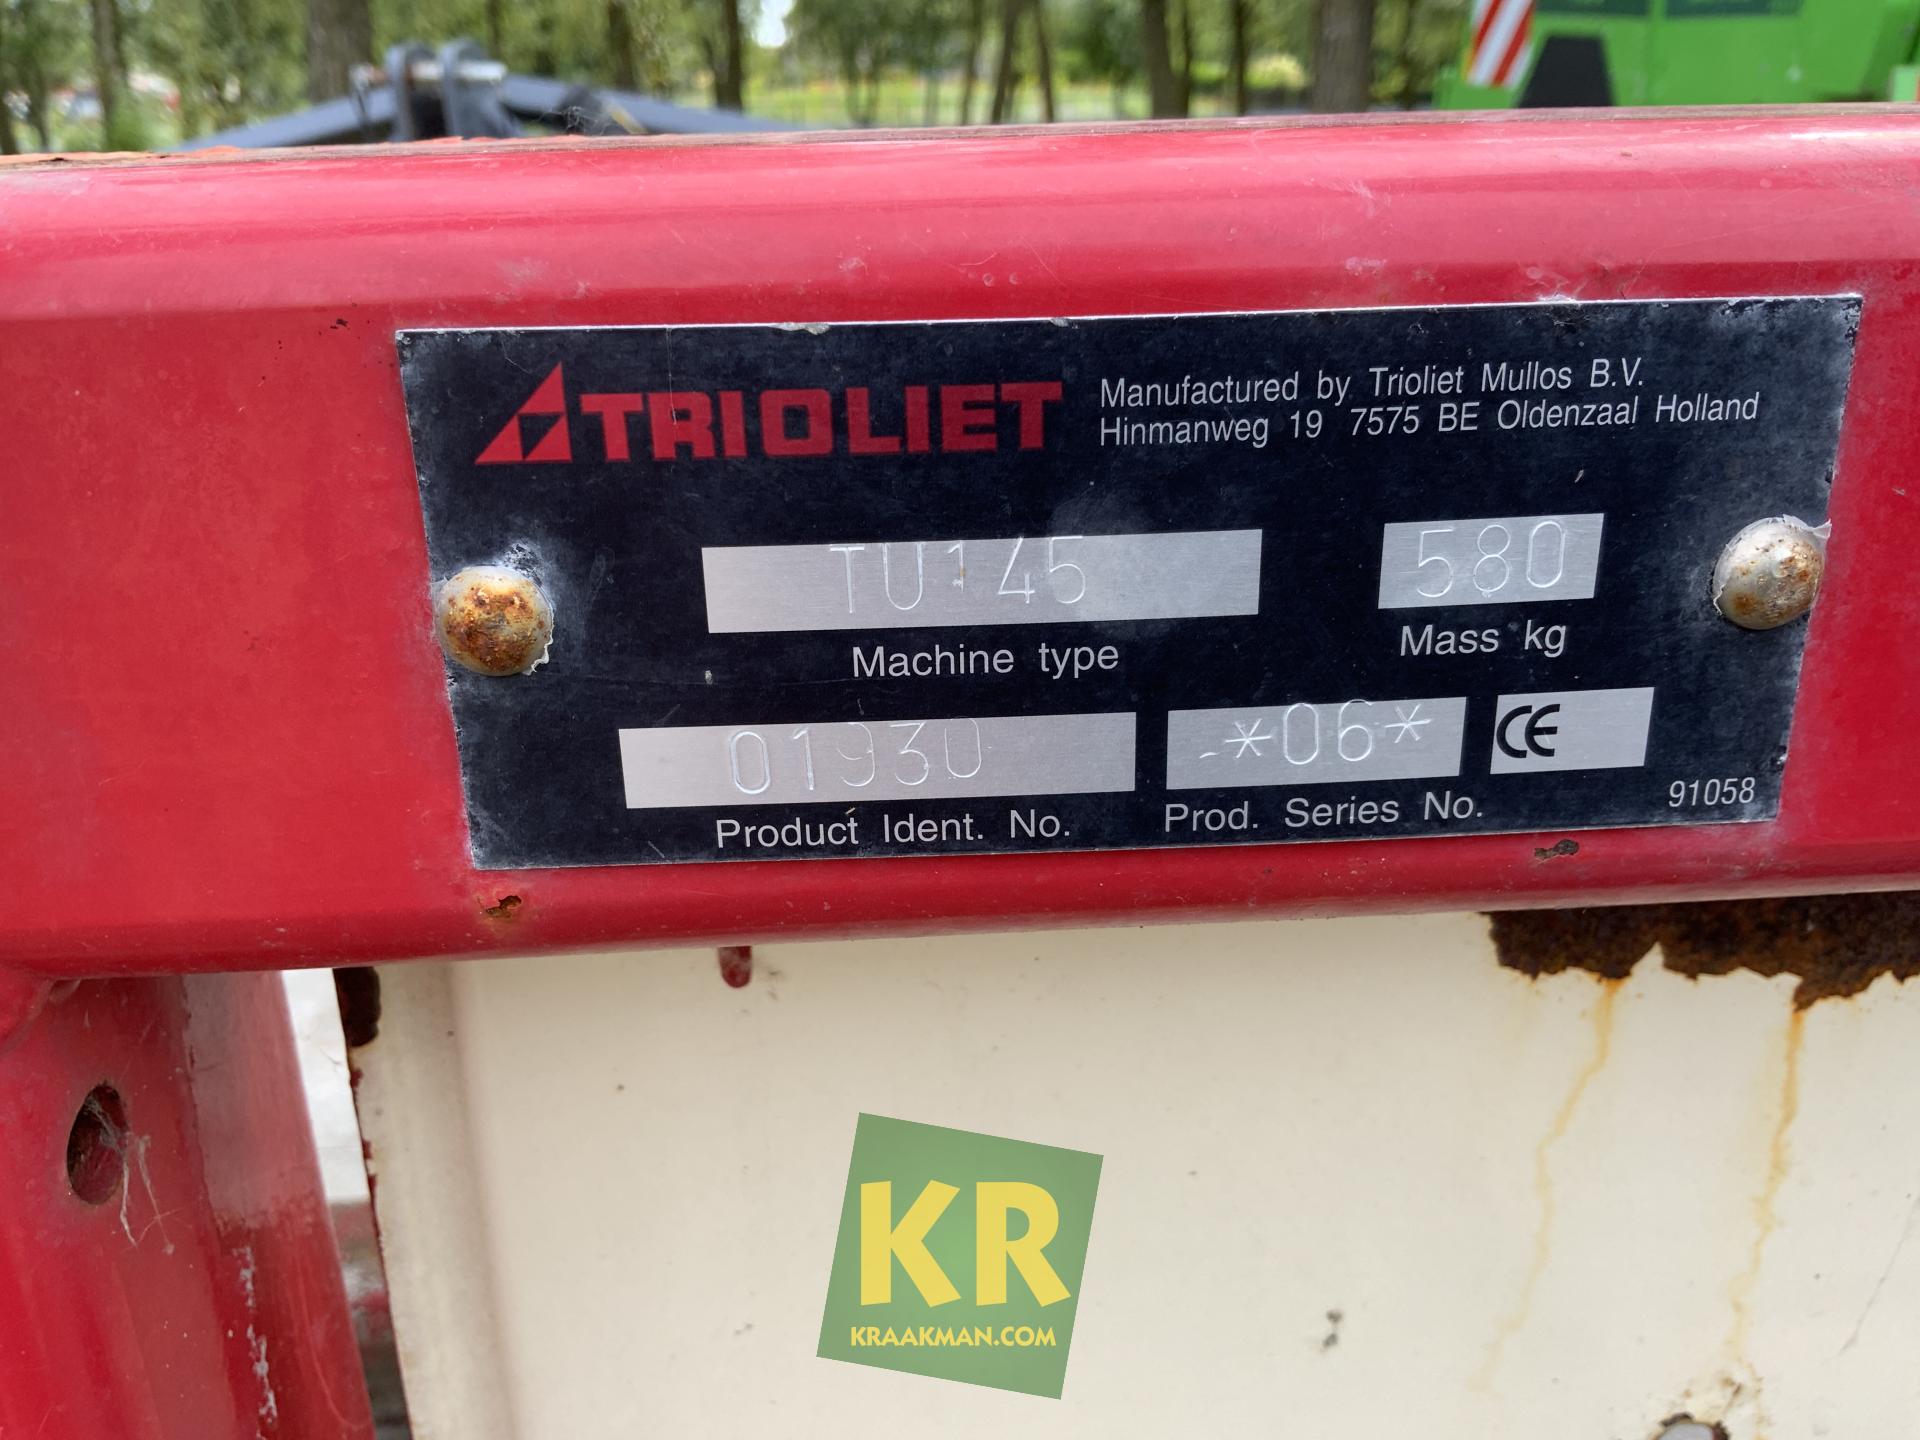 TRIOLIET
Manufactured by Trioliet Mullos B.V.
Hinmanweg 19 7575 BE Oldenzaal Holland
TU145 580
Machine type Mass kg
01930 *06* CE
Product Ident. No. Prod. Series No. 91058
KR
KRAAKMAN.COM